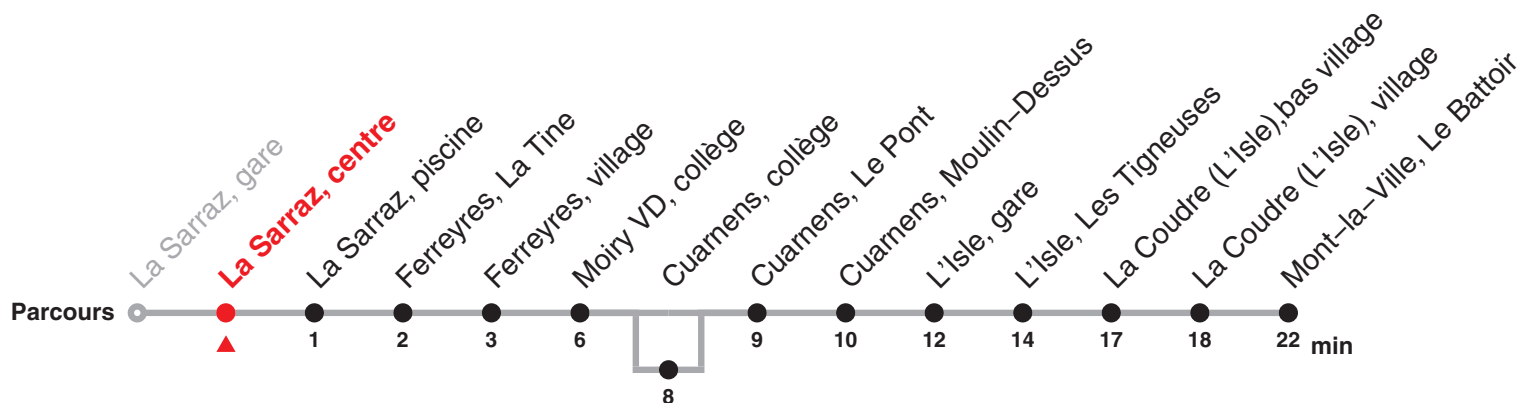 La Sarraz, gare
La Sarraz, centre
La Sarraz, piscine
Ferreyres, La Tine
Ferreyres, village
Moiry VD, collège
Cuarnens, collège
Cuarnens, Le Pont
Cuarnens, Moulin–Dessus
L'Isle, gare
L'Isle, Les Tigneuses
La Coudre (L'Isle),bas village
La Coudre (L'Isle), village
Mont–la–Ville, Le Battoir
Parcours
1 2 3 6 9 10 12 14 17 18 22 min
8